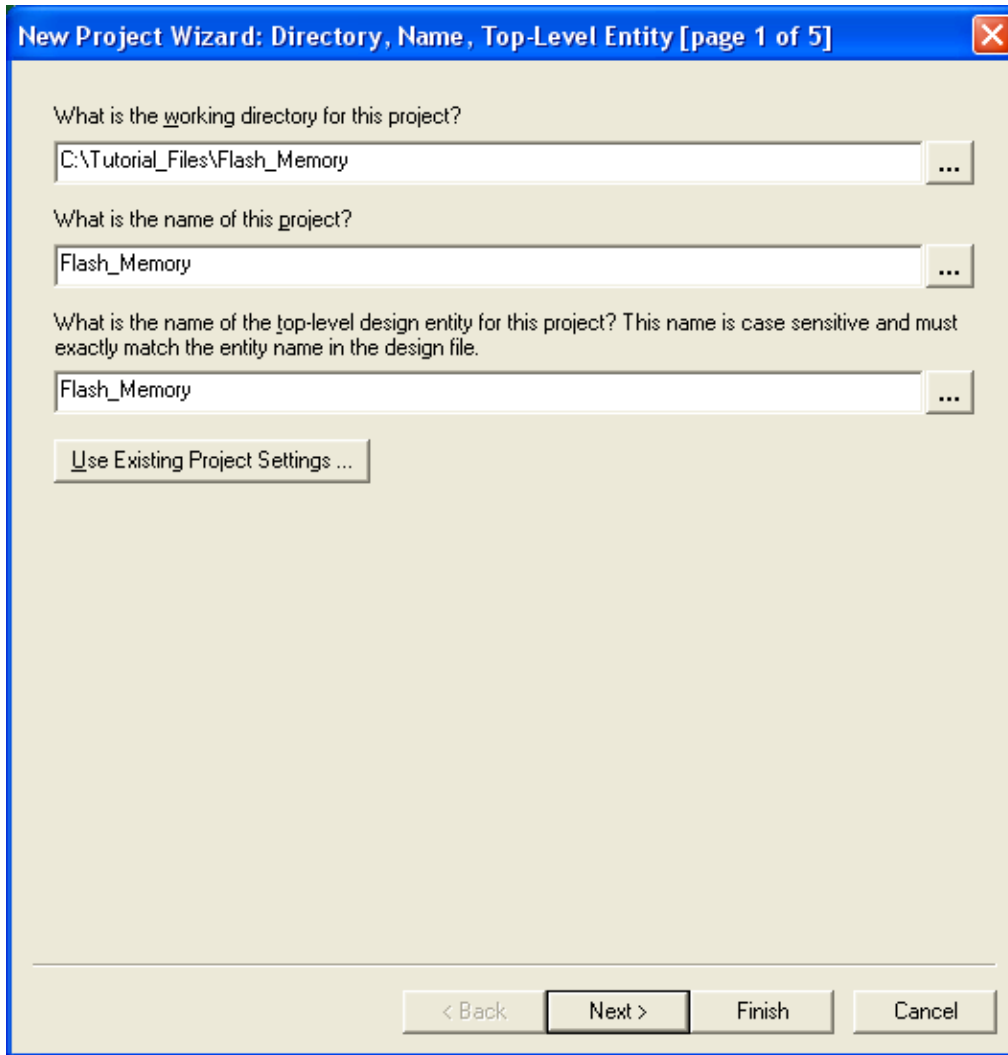 New Project Wizard: Directory, Name, Top-Level Entity [page 1 of 5]
What is the working directory for this project?
C:\Tutorial_Files\Flash_Memory
...
What is the name of this project?
Flash_Memory
...
What is the name of the top-level design entity for this project? This name is case sensitive and must
exactly match the entity name in the design file.
Flash_Memory
...
Use Existing Project Settings ...
< Back
Next >
Finish
Cancel